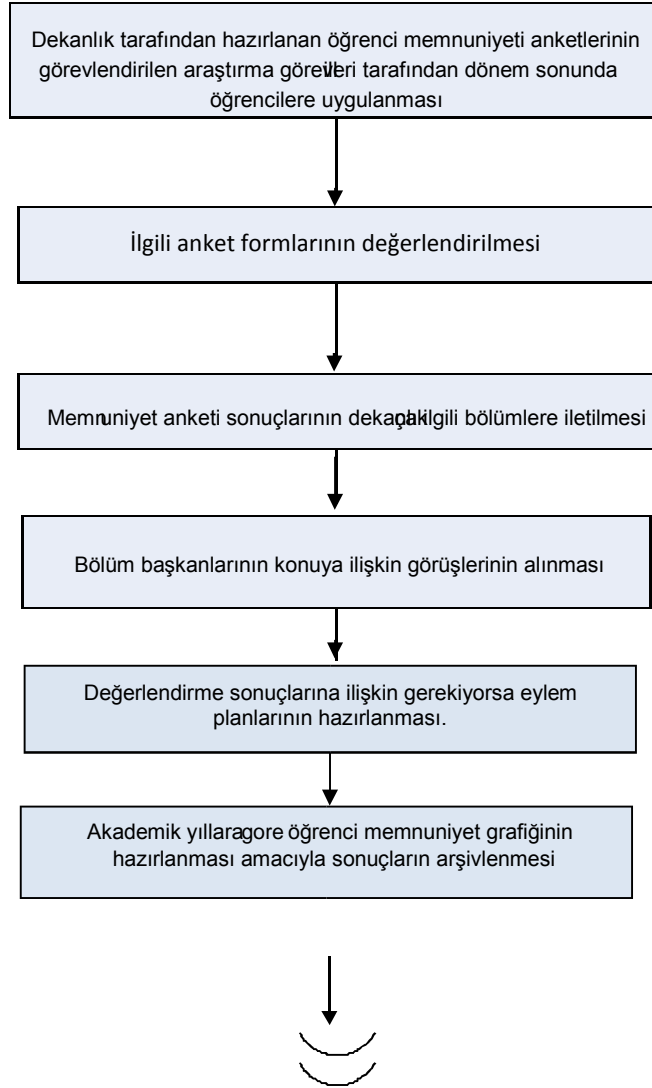 Dekanlık tarafından hazırlanan öğrenci memnuniyeti anketlerinin
görevlendirilen araştırma tarafından dönem sonunda
öğrencilere uygulanması
İlgili anket formlarının değerlendirilmesi
Memnuniyet anketi sonuçlarının ilgili bölümlere iletilmesi
Bölüm başkanlarının konuya ilişkin görüşlerinin alınması
Değerlendirme sonuçlarına ilişkin gerekiyorsa eylem
planlarının hazırlanması.
Akademik yıllara gore öğrenci memnuniyet grafiğinin
hazırlanması amacıyla sonuçların arşivlenmesi